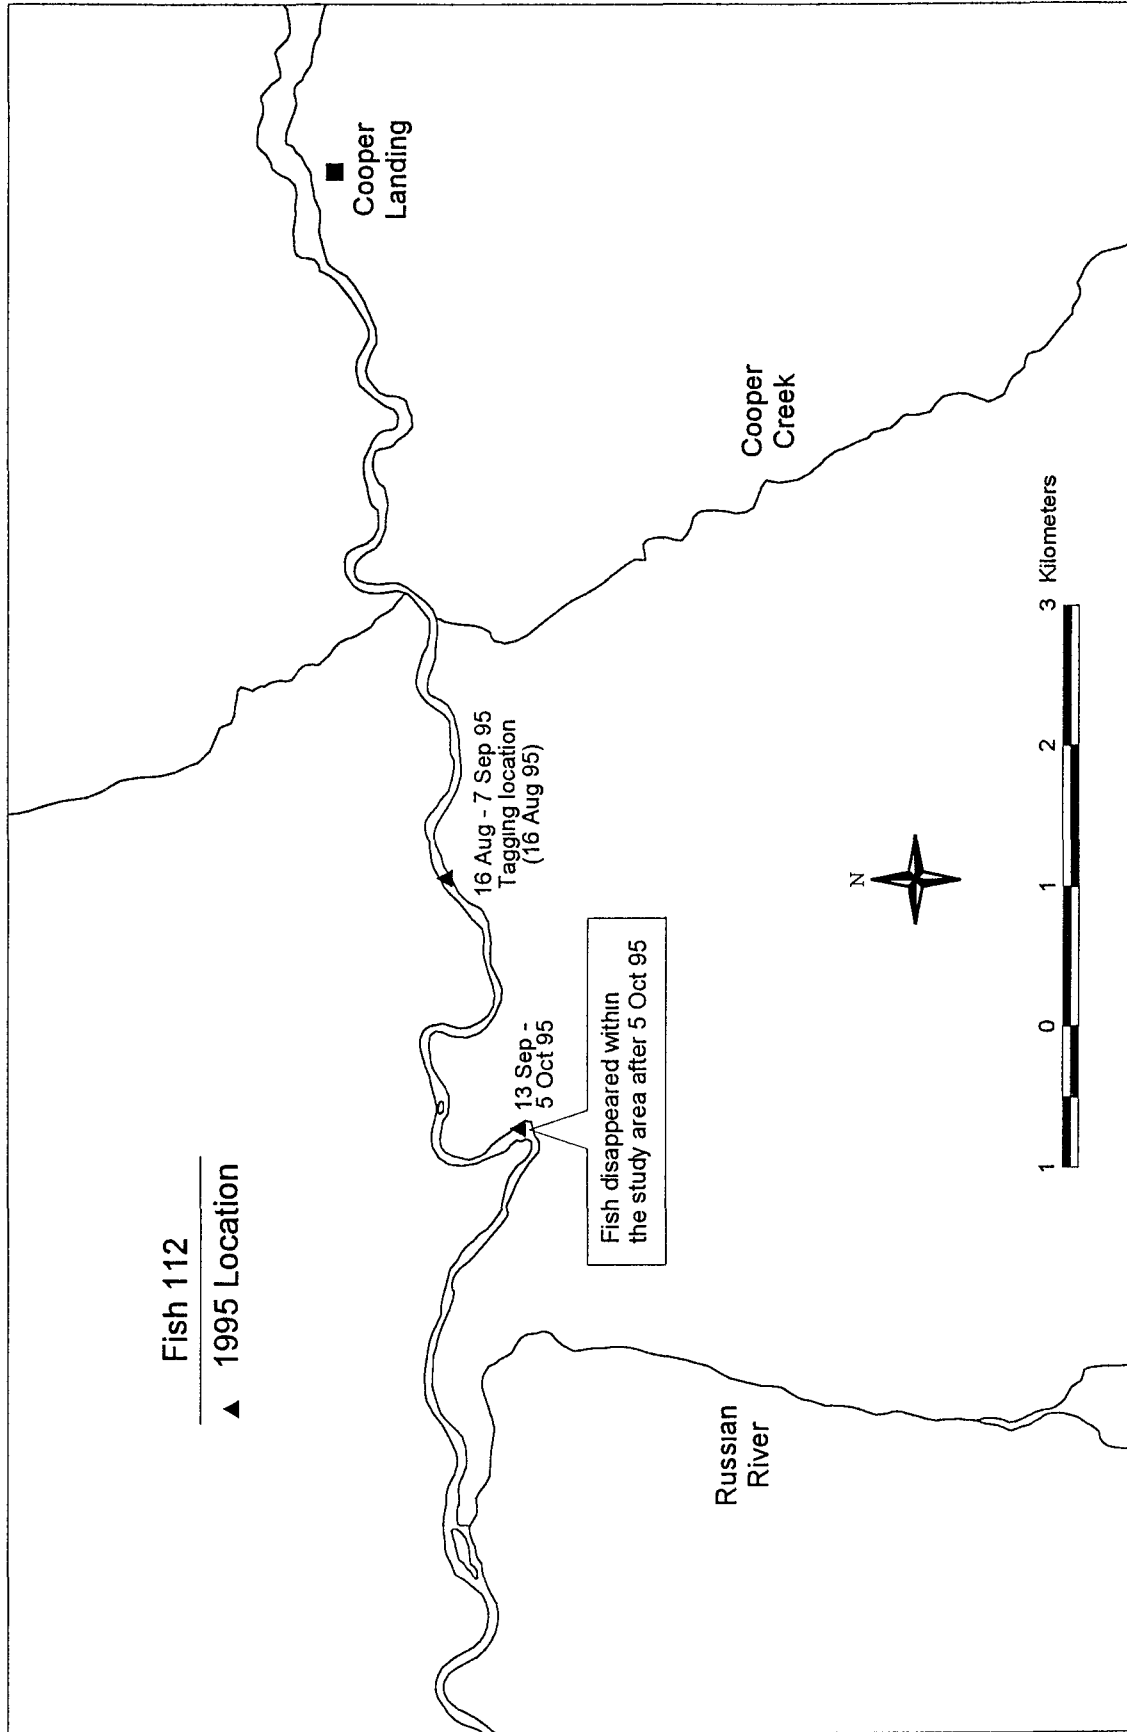 Fish 112
1995 Location
Cooper
Landing
Cooper
Creek
16 Aug - 7 Sep 95
Tagging location
(16 Aug 95)
13 Sep -
5 Oct 95
Fish disappeared within
the study area after 5 Oct 95
Russian
River
N
1 0 1 2 3 Kilometers